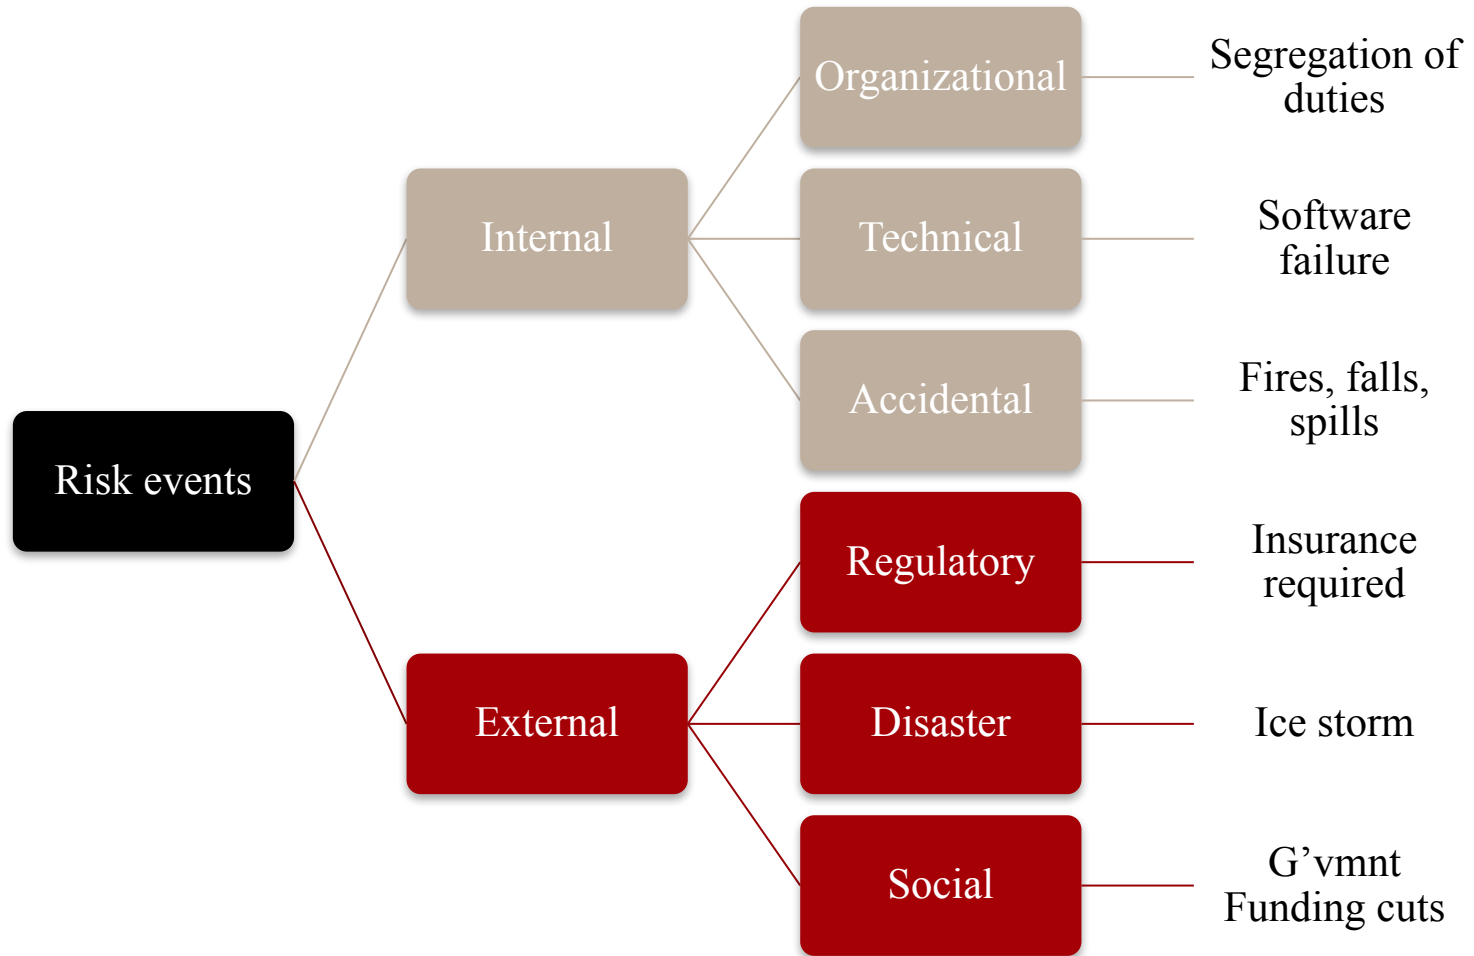 Risk events
Internal
Organizational
Segregation of
duties
Technical
Software
failure
Accidental
Fires, falls,
spills
External
Regulatory
Insurance
required
Disaster
Ice storm
Social
G’vmnt
Funding cuts